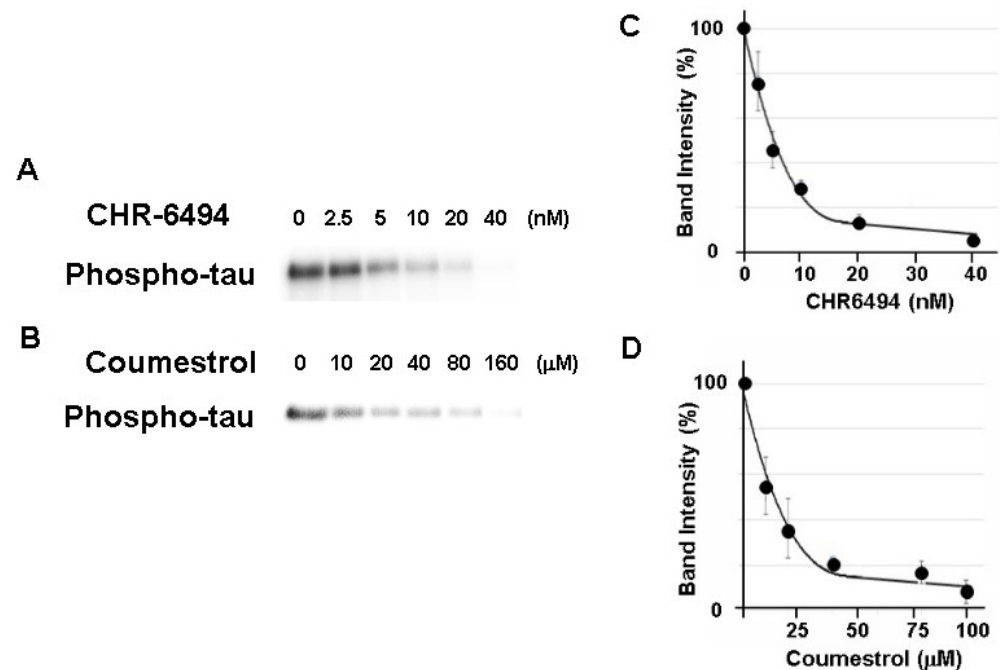 A
CHR-6494 0 2.5 5 10 20 40 (nM)
Phospho-tau
B
Coumestrol 0 10 20 40 80 160 (μM)
Phospho-tau
C
Band Intensity (%)
100
0
0 10 20 30 40
CHR6494 (nM)
D
Band Intensity (%)
100
0
25 50 75 100
Coumestrol (μM)